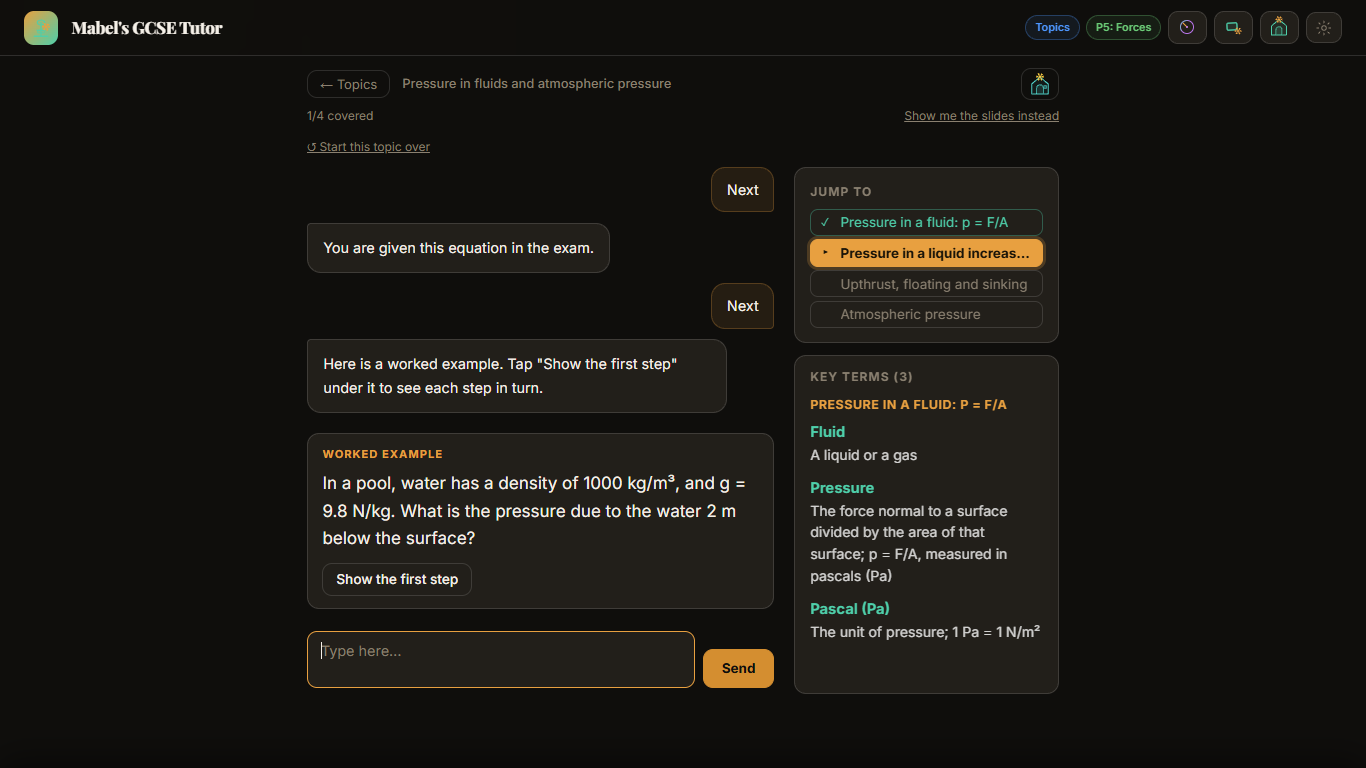 Mabel's GCSE Tutor
Topics
P5: Forces
← Topics
Pressure in fluids and atmospheric pressure
1/4 covered
Show me the slides instead
↺ Start this topic over
Next
You are given this equation in the exam.
Next
Here is a worked example. Tap "Show the first step"
under it to see each step in turn.
WORKED EXAMPLE
In a pool, water has a density of 1000 kg/m³, and g =
9.8 N/kg. What is the pressure due to the water 2 m
below the surface?
Show the first step
Type here...
Send
JUMP TO
✓ Pressure in a fluid: p = F/A
‣ Pressure in a liquid increas...
Upthrust, floating and sinking
Atmospheric pressure
KEY TERMS (3)
PRESSURE IN A FLUID: P = F/A
Fluid
A liquid or a gas
Pressure
The force normal to a surface
divided by the area of that
surface; p = F/A, measured in
pascals (Pa)
Pascal (Pa)
The unit of pressure; 1 Pa = 1 N/m²